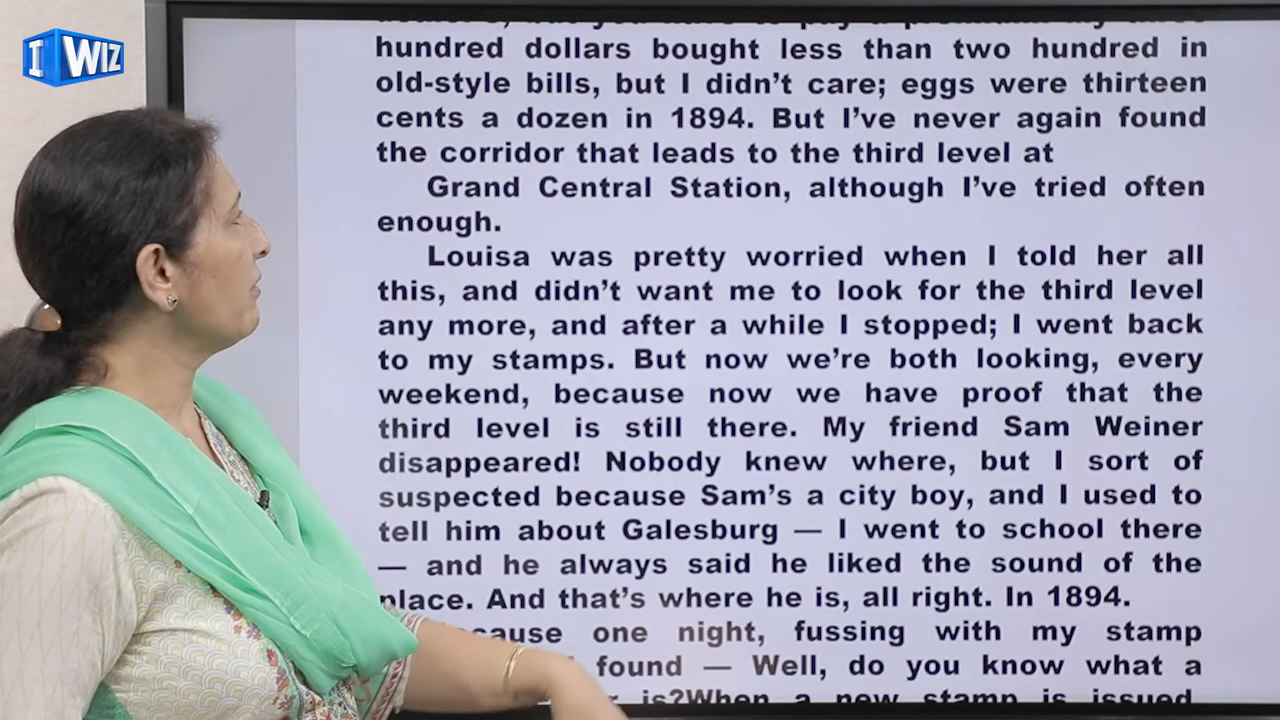 I WIZ
hundred dollars bought less than two hundred in
old-style bills, but I didn't care; eggs were thirteen
cents a dozen in 1894. But I've never again found
the corridor that leads to the third level at
Grand Central Station, although I've tried often
enough.
Louisa was pretty worried when I told her all
this, and didn't want me to look for the third level
any more, and after a while I stopped; I went back
to my stamps. But now we're both looking, every
weekend, because now we have proof that the
third level is still there. My friend Sam Weiner
disappeared! Nobody knew where, but I sort of
suspected because Sam's a city boy, and I used to
tell him about Galesburg — I went to school there
— and he always said he liked the sound of the
place. And that's where he is, all right. In 1894.
one night, fussing with my stamp
found — Well, do you know what a
is?When a new stamp is issued,